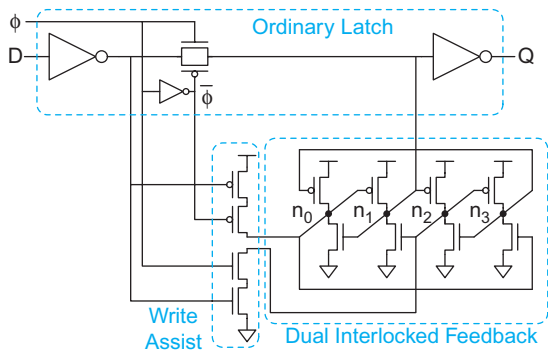 ϕ
Ordinary Latch
D
Q
ϕ̅
n0
n1
n2
n3
Write
Assist
Dual Interlocked Feedback